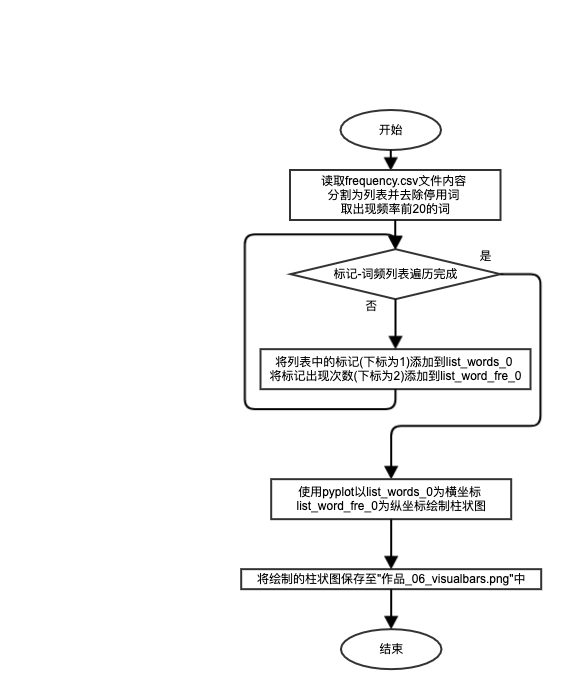 开始
读取frequency.csv文件内容
分割为列表并去除停用词
取出现频率前20的词
是
标记-词频列表遍历完成
否
将列表中的标记(下标为1)添加到list_words_0
将标记出现次数(下标为2)添加到list_word_fre_0
使用pyplot以list_words_0为横坐标
list_word_fre_0为纵坐标绘制柱状图
将绘制的柱状图保存至"作品_06_visualbars.png"中
结束